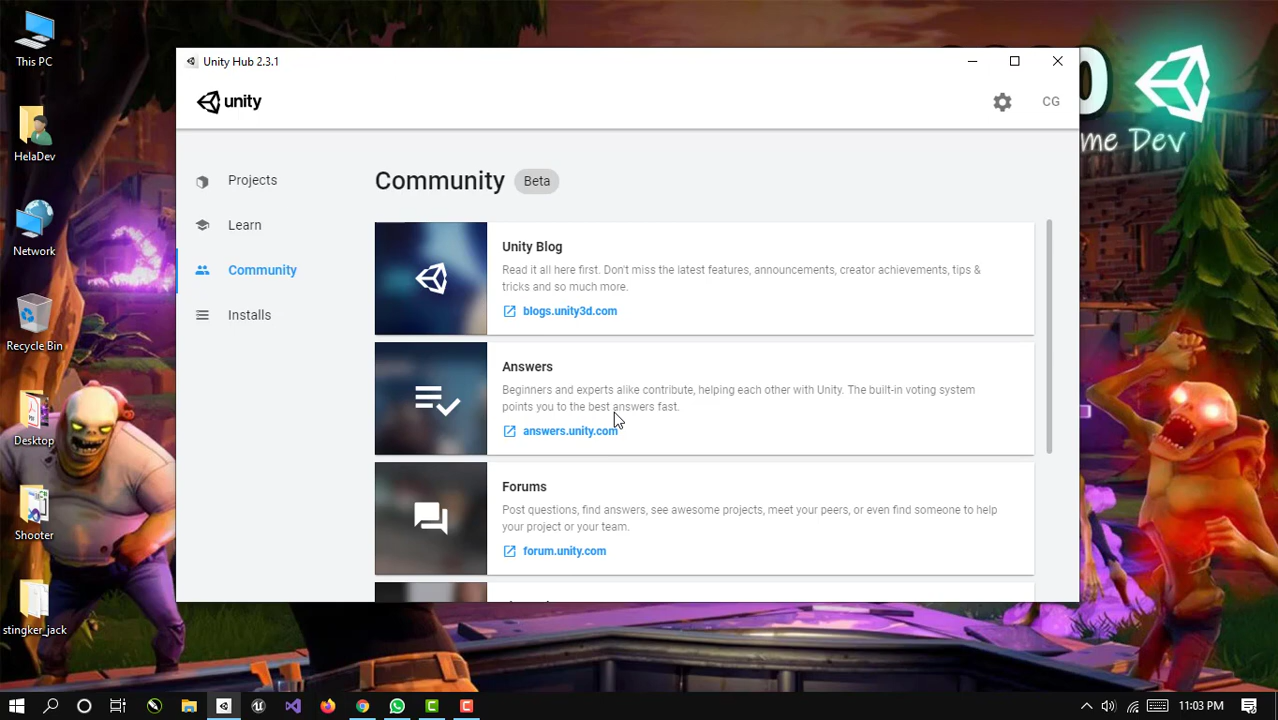 This PC
HelaDev
Network
Recycle Bin
Desktop
Stinger_jack
Unity Hub 2.3.1
unity
CG
Projects
Learn
Community
Installs
Community Beta
Unity Blog
Read it all here first. Don't miss the latest features, announcements, creator achievements, tips &
tricks and so much more.
blogs.unity3d.com
Answers
Beginners and experts alike contribute, helping each other with Unity. The built-in voting system
points you to the best answers fast.
answers.unity.com
Forums
Post questions, find answers, see awesome projects, meet your peers, or even find someone to help
your project or your team.
forum.unity.com
me Dev
Shooter
stingker_jack
11:03 PM